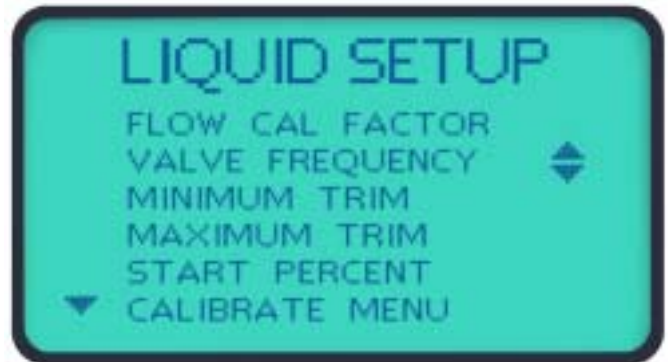 LIQUID SETUP
FLOW CAL FACTOR
VALVE FREQUENCY
MINIMUM TRIM
MAXIMUM TRIM
START PERCENT
CALIBRATE MENU